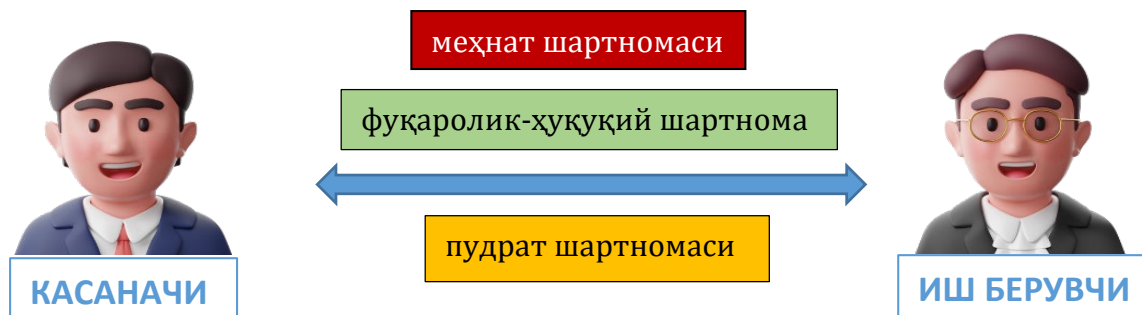 меҳнат шартномаси
фуқаролик-ҳуқуқий шартнома
пудрат шартномаси
КАСАНАЧИ
ИШ БЕРУВЧИ